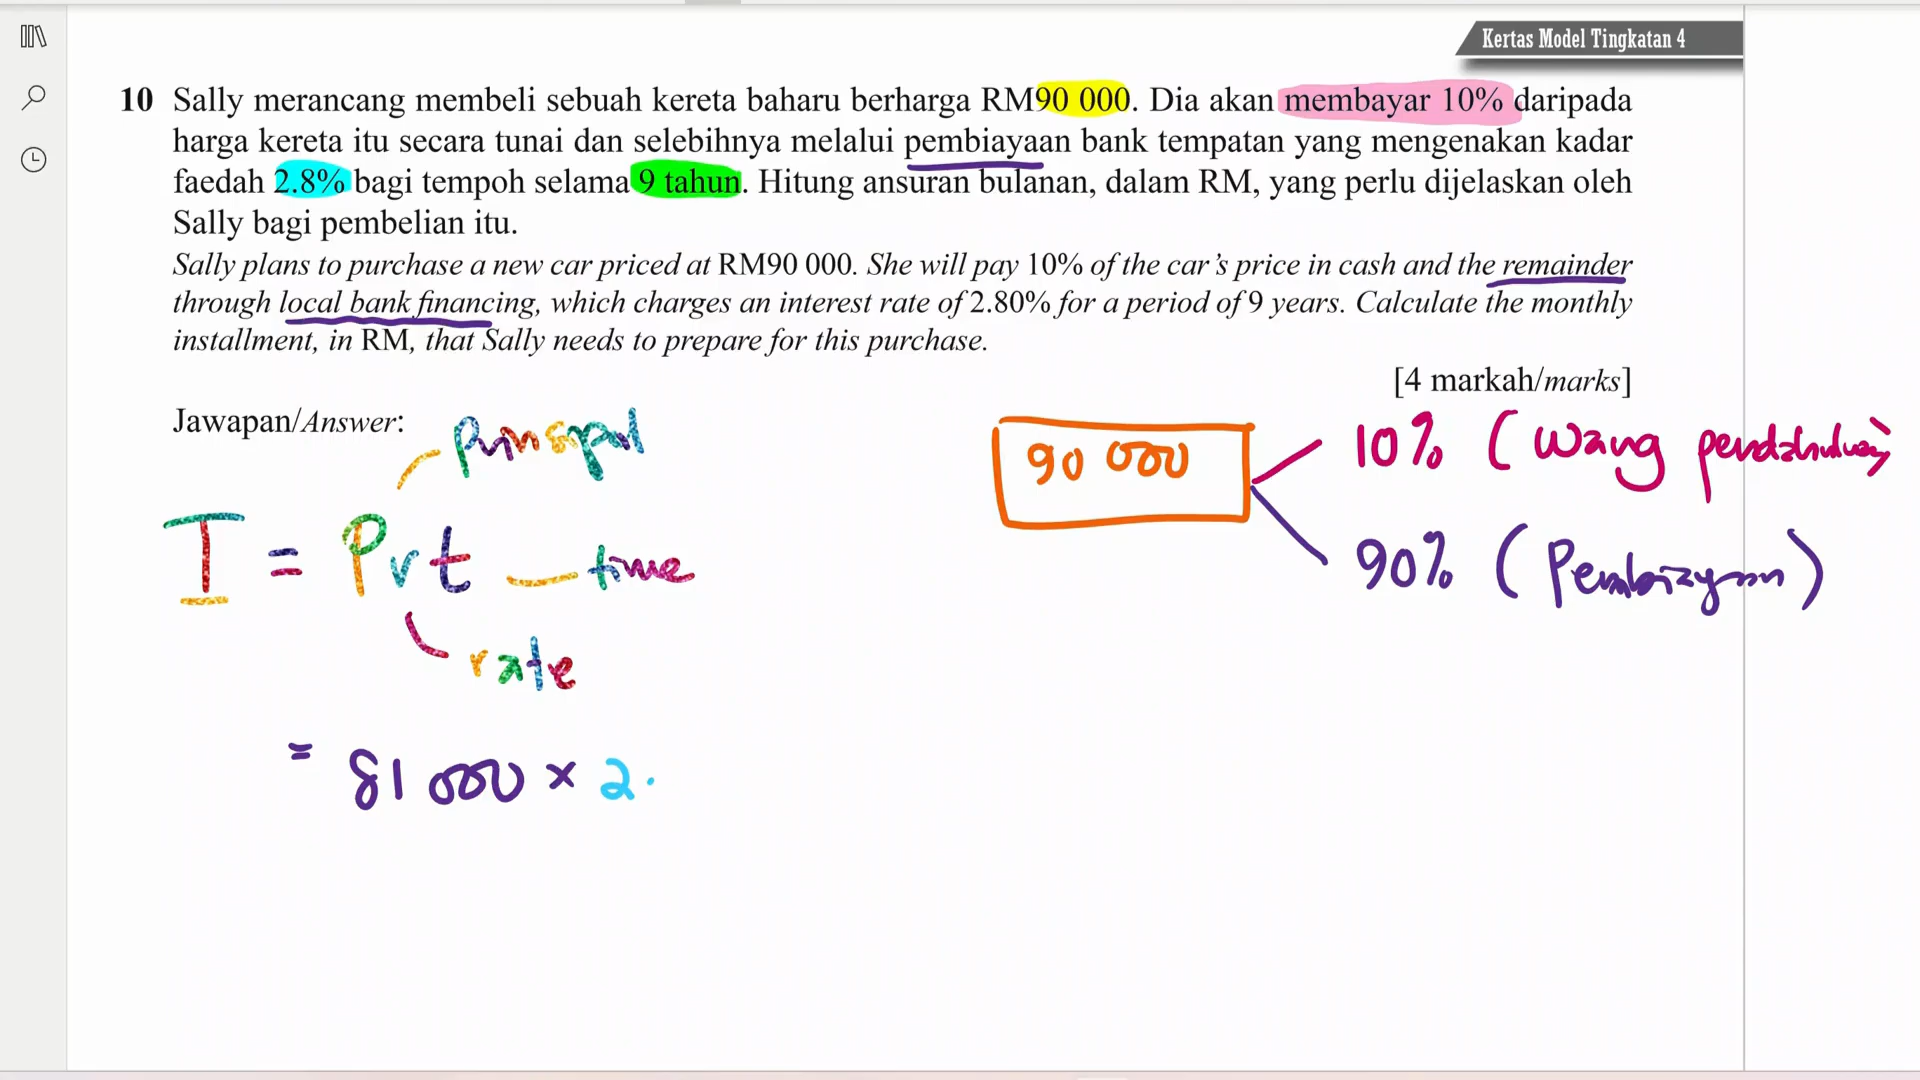 Kertas Model Tingkatan 4
10 Sally merancang membeli sebuah kereta baharu berharga RM90 000. Dia akan membayar 10% daripada
harga kereta itu secara tunai dan selebihnya melalui pembiayaan bank tempatan yang mengenakan kadar
faedah 2.8% bagi tempoh selama 9 tahun. Hitung ansuran bulanan, dalam RM, yang perlu dijelaskan oleh
Sally bagi pembelian itu.
Sally plans to purchase a new car priced at RM90 000. She will pay 10% of the car's price in cash and the remainder
through local bank financing, which charges an interest rate of 2.80% for a period of 9 years. Calculate the monthly
installment, in RM, that Sally needs to prepare for this purchase.
[4 markah/marks]
Jawapan/Answer:
Prinsipal
I = Prt
time
rate
= 81 000 × 2.
90 000
10% (Wang pendahuluan)
90% (Pembiayaan)